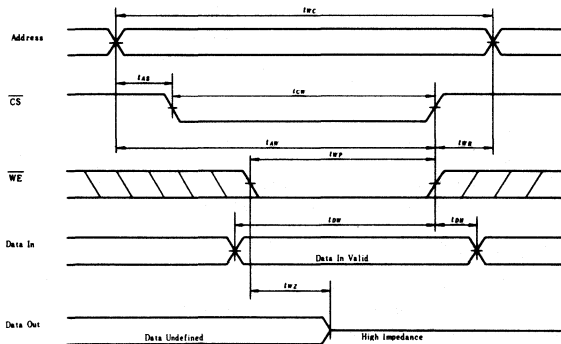 tWC
Address
tAS
tCW
CS
tAW
tWR
tWP
WE
tDW
tDH
Data In
Data In Valid
tWZ
Data Out
Data Undefined
High Impedance